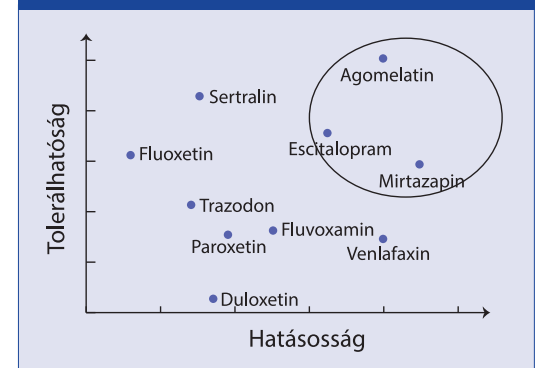 Tolerálhatóság
Agomelatin
Sertralin
Escitalopram
Fluoxetin
Mirtazapin
Trazodon
Fluvoxamin
Paroxetin
Venlafaxin
Duloxetin
Hatásosság